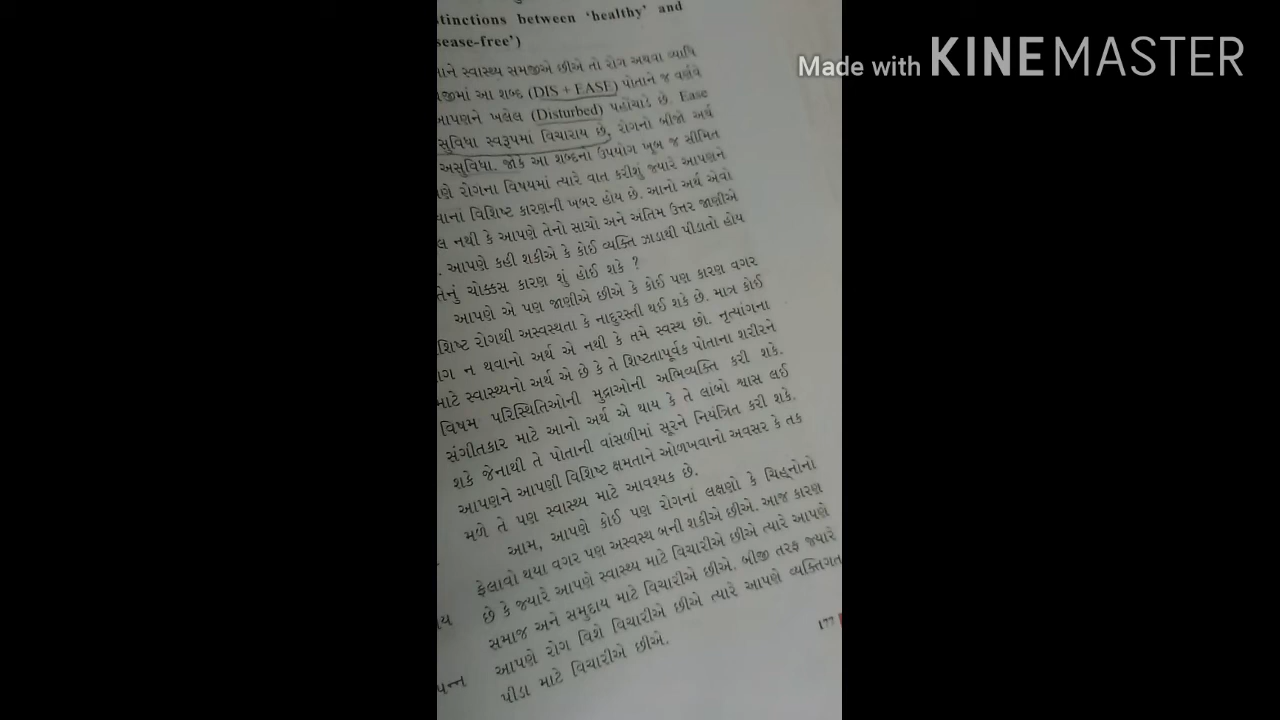 Made with KINEMASTER
stinctions between ‘healthy’ and
sease-free’)
માને સ્વાસ્થ્ય સમજીએ છીએ તો રોગ અથવા વ્યાધિ
જીમાં આ શબ્દ (DIS + EASE) પોતાને જ વર્ણવે
આપણને ખલેલ (Disturbed) પહોંચાડે છે. Ease
સુવિધા સ્વરૂપમાં વિચારાય છે, રોગનો બીજો અર્થ
અસુવિધા. જોકે આ શબ્દનો ઉપયોગ ખૂબ જ સીમિત
ણે રોગના વિષયમાં ત્યારે વાત કરીશું જ્યારે આપણને
વાનાં વિશિષ્ટ કારણની ખબર હોય છે. આનો અર્થ એવો
લ નથી કે આપણે તેનો સાચો અને અંતિમ ઉત્તર જાણીએ
. આપણે કહી શકીએ કે કોઈ વ્યક્તિ ઝાડાથી પીડાતો હોય
તેનું ચોક્કસ કારણ શું હોઈ શકે ?
આપણે એ પણ જાણીએ છીએ કે કોઈ પણ કારણ વગર
શિષ્ટ રોગથી અસ્વસ્થતા કે નાદુરસ્તી થઈ શકે છે. માત્ર કોઈ
ાગ ન થવાનો અર્થ એ નથી કે તમે સ્વસ્થ છો. નૃત્યાંગના
માટે સ્વાસ્થ્યનો અર્થ એ છે કે તે શિષ્ટતાપૂર્વક પોતાના શરીરને
વિષમ પરિસ્થિતિઓની મુદ્રાઓની અભિવ્યક્તિ કરી શકે.
સંગીતકાર માટે આનો અર્થ એ થાય કે તે લાંબો શ્વાસ લઈ
શકે જેનાથી તે પોતાની વાંસળીમાં સૂરને નિયંત્રિત કરી શકે.
આપણને આપણી વિશિષ્ટ ક્ષમતાને ઓળખવાનો અવસર કે તક
મળે તે પણ સ્વાસ્થ્ય માટે આવશ્યક છે.
આમ, આપણે કોઈ પણ રોગનાં લક્ષણો કે ચિહ્નોનો
ફેલાવો થયા વગર પણ અસ્વસ્થ બની શકીએ છીએ. આજ કારણ
છે કે જ્યારે આપણે સ્વાસ્થ્ય માટે વિચારીએ છીએ ત્યારે આપણે
સમાજ અને સમુદાય માટે વિચારીએ છીએ. બીજી તરફ જ્યારે
આપણે રોગ વિશે વિચારીએ છીએ ત્યારે આપણે વ્યક્તિગત
પીડા માટે વિચારીએ છીએ.
ાય
પન્ન
177